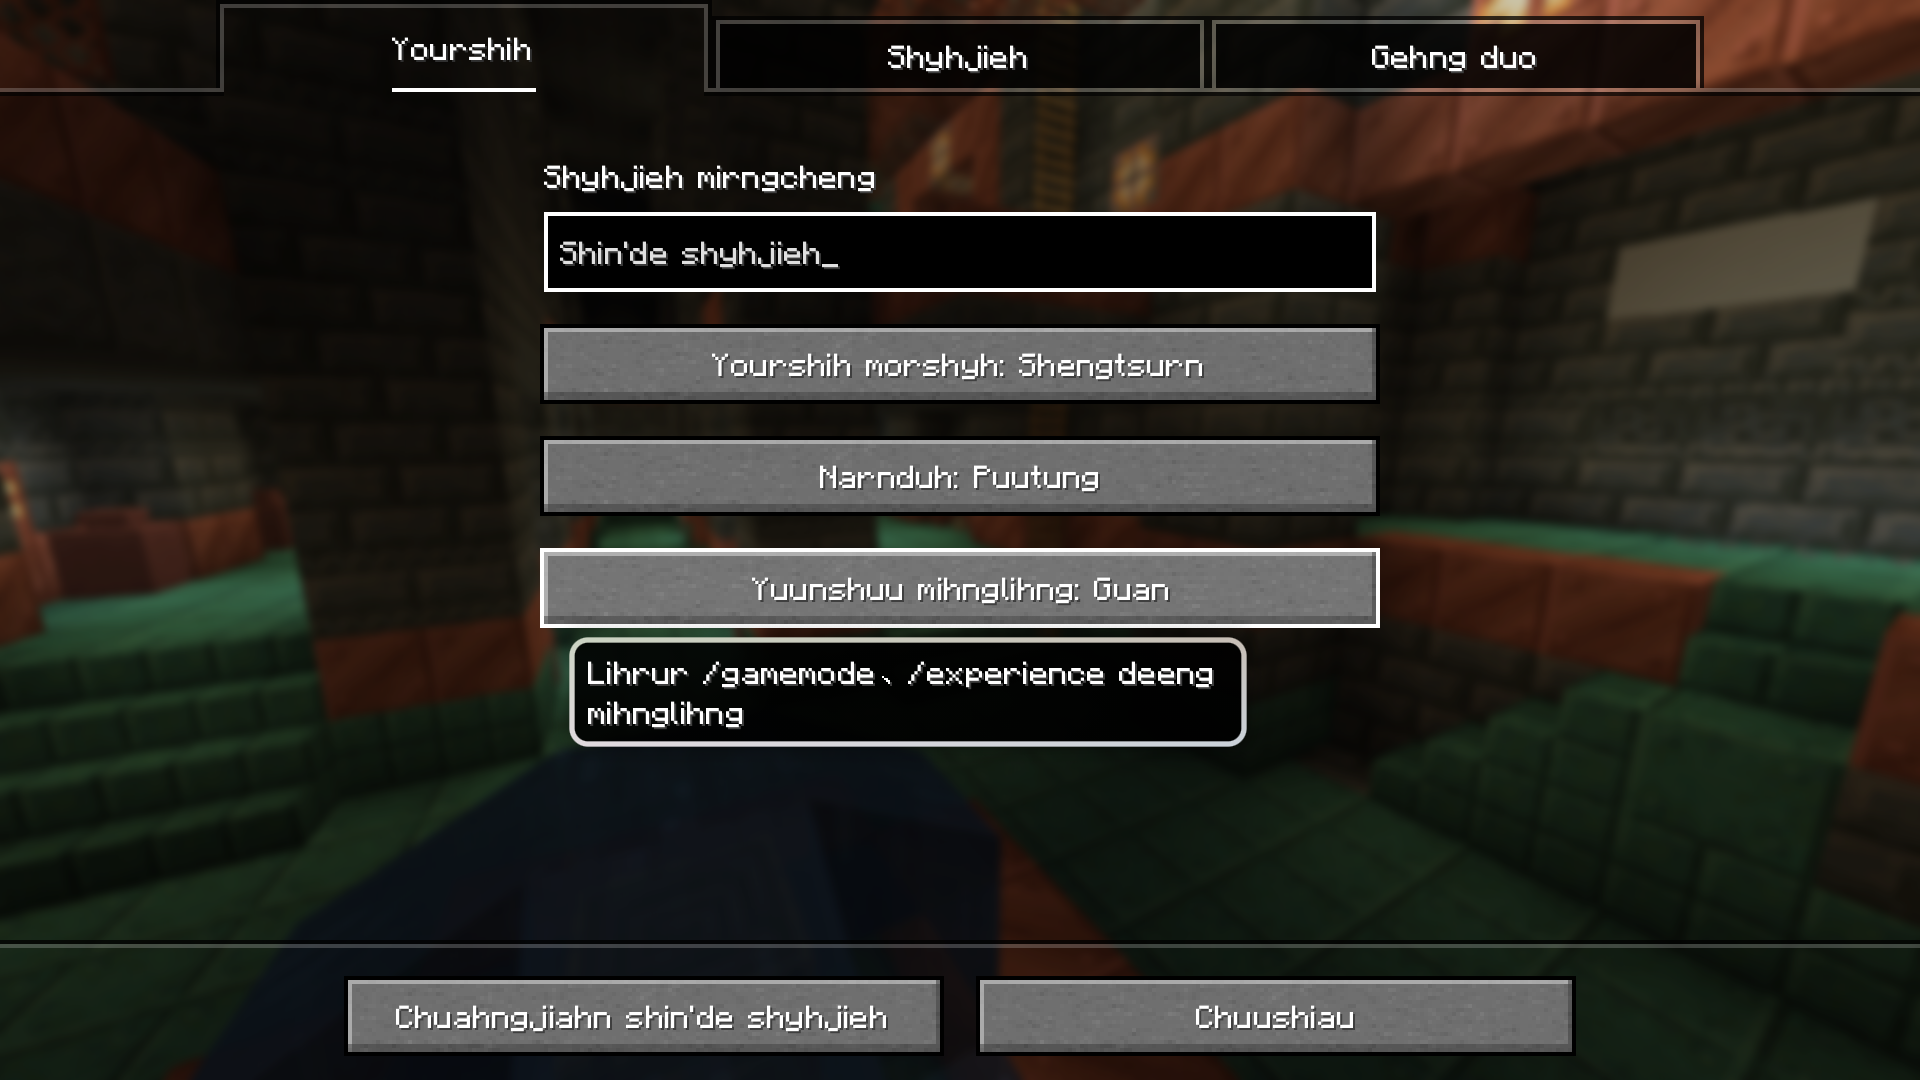 Yourshih
Shyhjieh
Gehng duo
Shyhjieh mirngcheng
Shin'de shyhjieh_
Yourshih morshyh: Shengtsurn
Narnduh: Puutung
Yuunshuu mihnglihng: Guan
Lihrur /gamemode、/experience deeng
mihnglihng
Chuahngjiahn shin'de shyhjieh
Chuushiau